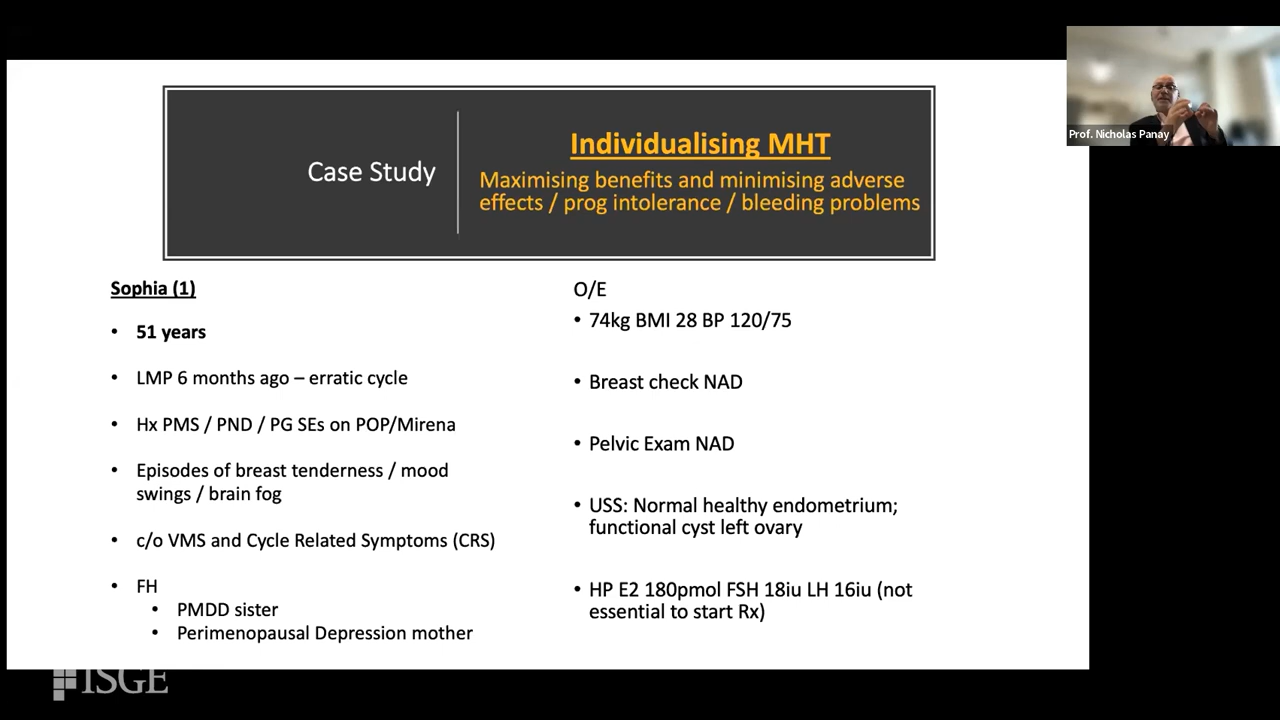 Prof. Nicholas Panay
Case Study
Individualising MHT
Maximising benefits and minimising adverse
effects / prog intolerance / bleeding problems
Sophia (1)
• 51 years
• LMP 6 months ago – erratic cycle
• Hx PMS / PND / PG SEs on POP/Mirena
• Episodes of breast tenderness / mood
swings / brain fog
• c/o VMS and Cycle Related Symptoms (CRS)
• FH
• PMDD sister
• Perimenopausal Depression mother
O/E
• 74kg BMI 28 BP 120/75
• Breast check NAD
• Pelvic Exam NAD
• USS: Normal healthy endometrium;
functional cyst left ovary
• HP E2 180pmol FSH 18iu LH 16iu (not
essential to start Rx)
ISGE